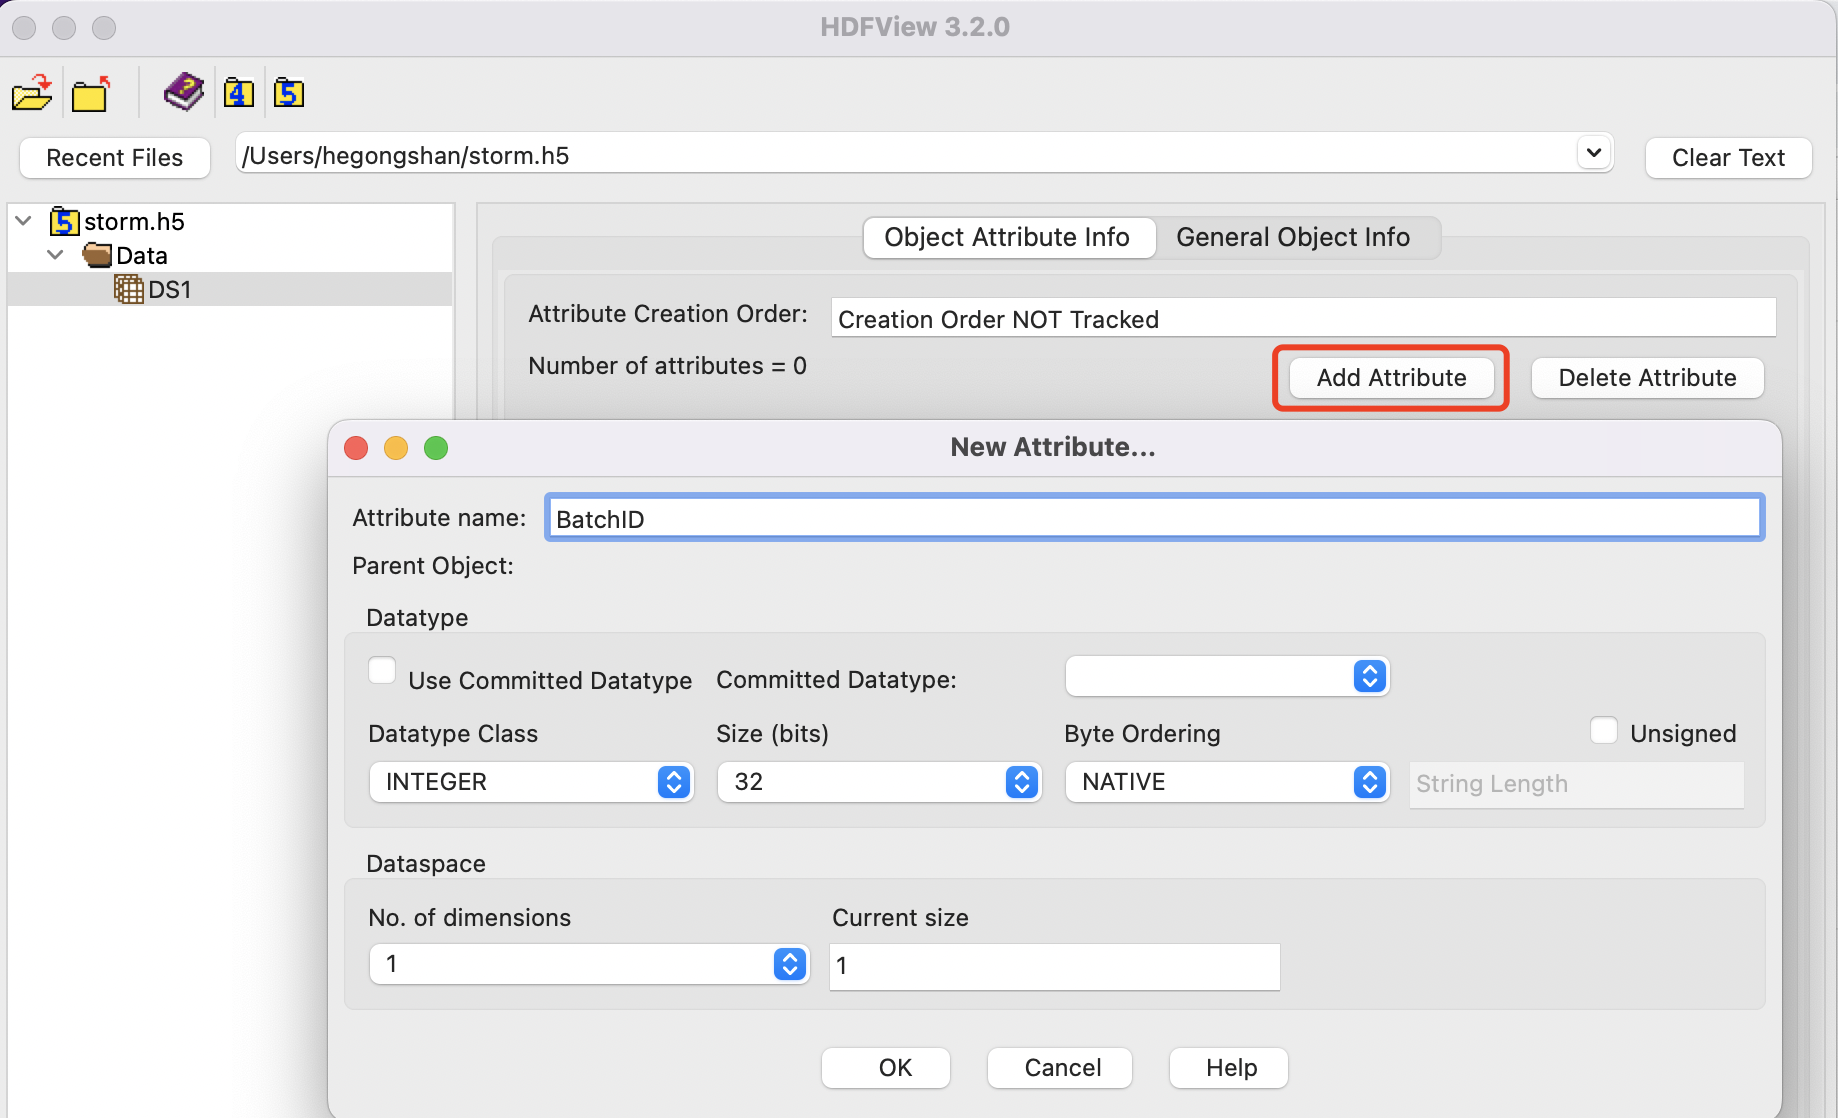 HDFView 3.2.0
4 5
Recent Files /Users/hegongshan/storm.h5 Clear Text
5 storm.h5
Data
DS1
Object Attribute Info General Object Info
Attribute Creation Order: Creation Order NOT Tracked
Number of attributes = 0
Add Attribute Delete Attribute
New Attribute...
Attribute name: BatchID
Parent Object:
Datatype
Use Committed Datatype Committed Datatype:
Datatype Class Size (bits) Byte Ordering Unsigned
INTEGER 32 NATIVE String Length
Dataspace
No. of dimensions Current size
1 1
OK Cancel Help